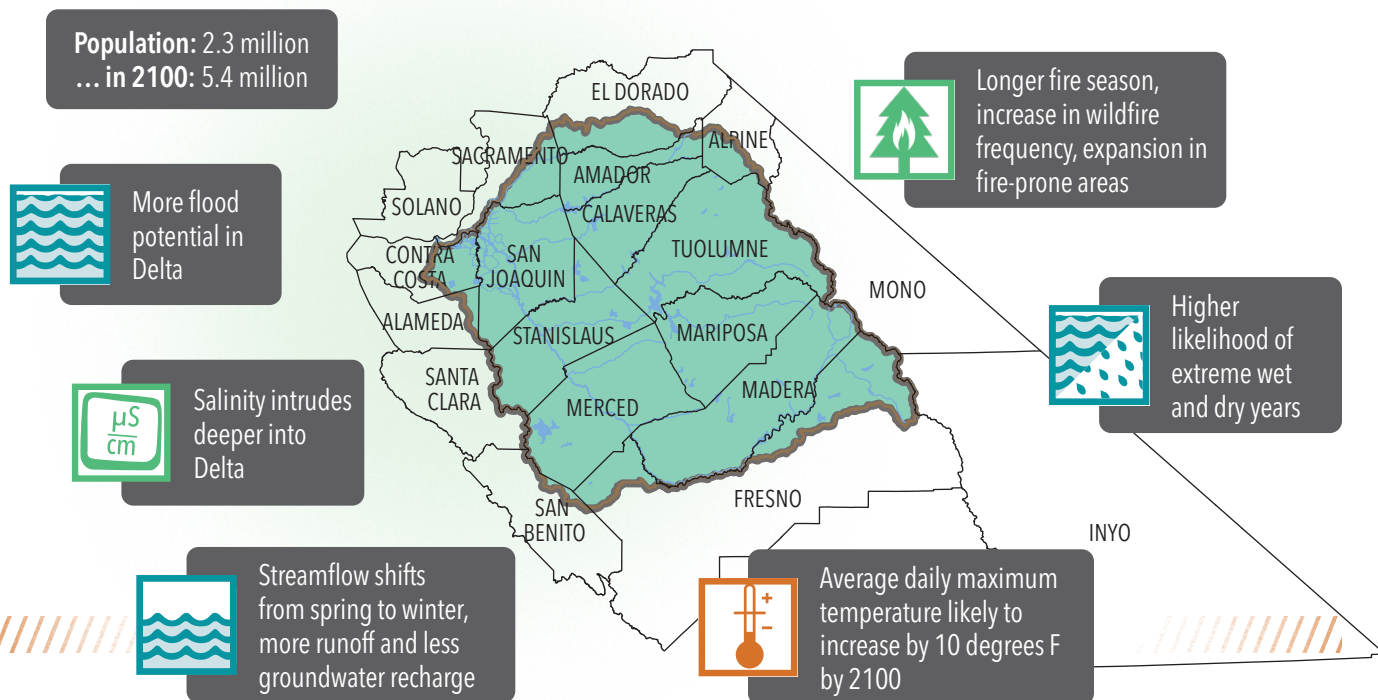 Population: 2.3 million
... in 2100: 5.4 million
More flood
potential in
Delta
Salinity intrudes
deeper into
Delta
µS
cm
Streamflow shifts
from spring to winter,
more runoff and less
groundwater recharge
EL DORADO
SACRAMENTO
ALPINE
AMADOR
SOLANO
CALAVERAS
TUOLUMNE
CONTRA
COSTA
SAN
JOAQUIN
MONO
ALAMEDA
STANISLAUS
MARIPOSA
SANTA
CLARA
MERCED
MADERA
FRESNO
SAN
BENITO
INYO
Longer fire season,
increase in wildfire
frequency, expansion in
fire-prone areas
Higher
likelihood of
extreme wet
and dry years
+
−
Average daily maximum
temperature likely to
increase by 10 degrees F
by 2100